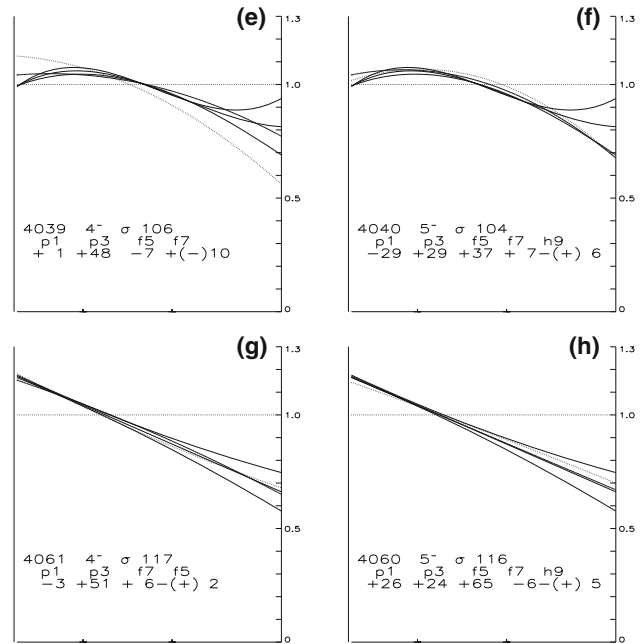 (e)
1.3
1.0
0.5
0
4039 4⁻ σ 106
p1 p3 f5 f7
+ 1 +48 −7 +(−)10
(f)
1.3
1.0
0.5
0
4040 5⁻ σ 104
p1 p3 f5 f7 h9
−29 +29 +37 + 7−(+) 6
(g)
1.3
1.0
0.5
0
4061 4⁻ σ 117
p1 p3 f7 f5
−3 +51 + 6−(+) 2
(h)
1.3
1.0
0.5
0
4060 5⁻ σ 116
p1 p3 f5 f7 h9
+26 +24 +65 −6−(+) 5